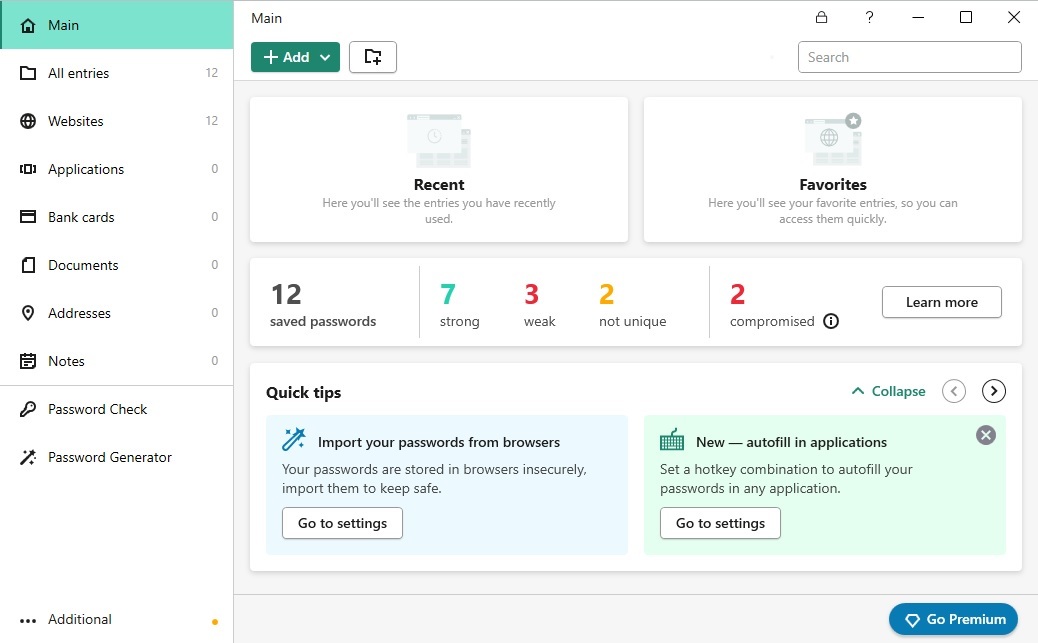 Main
All entries 12
Websites 12
Applications 0
Bank cards 0
Documents 0
Addresses 0
Notes 0
Password Check
Password Generator
Additional
Main
?
Add
Search
Recent
Here you'll see the entries you have recently
used.
Favorites
Here you'll see your favorite entries, so you can
access them quickly.
12
saved passwords
7
strong
3
weak
2
not unique
2
compromised
Learn more
Quick tips
Collapse
Import your passwords from browsers
Your passwords are stored in browsers insecurely,
import them to keep safe.
Go to settings
New — autofill in applications
Set a hotkey combination to autofill your
passwords in any application.
Go to settings
Go Premium